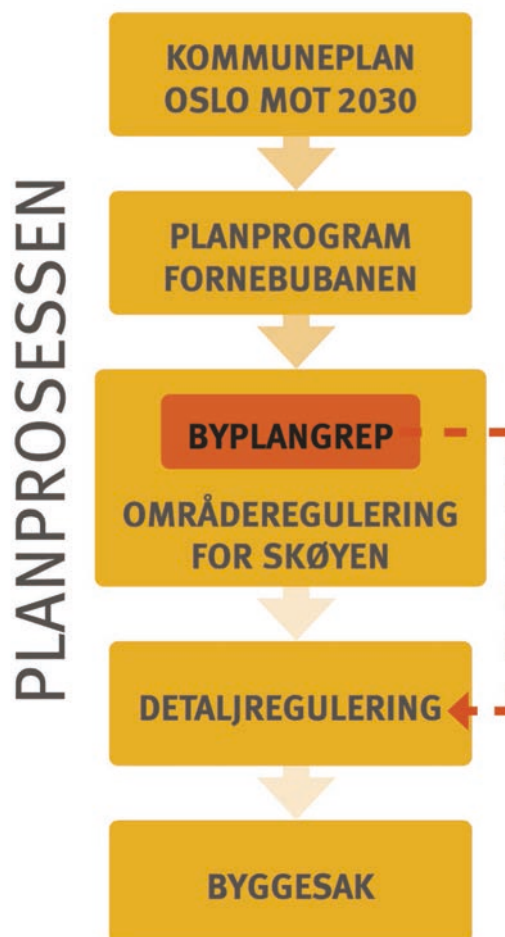 PLANPROSESSEN
KOMMUNEPLAN
OSLO MOT 2030
PLANPROGRAM
FORNEBUBANEN
BYPLANGREP
OMRÅDEREGULERING
FOR SKØYEN
DETALJREGULERING
BYGGESAK